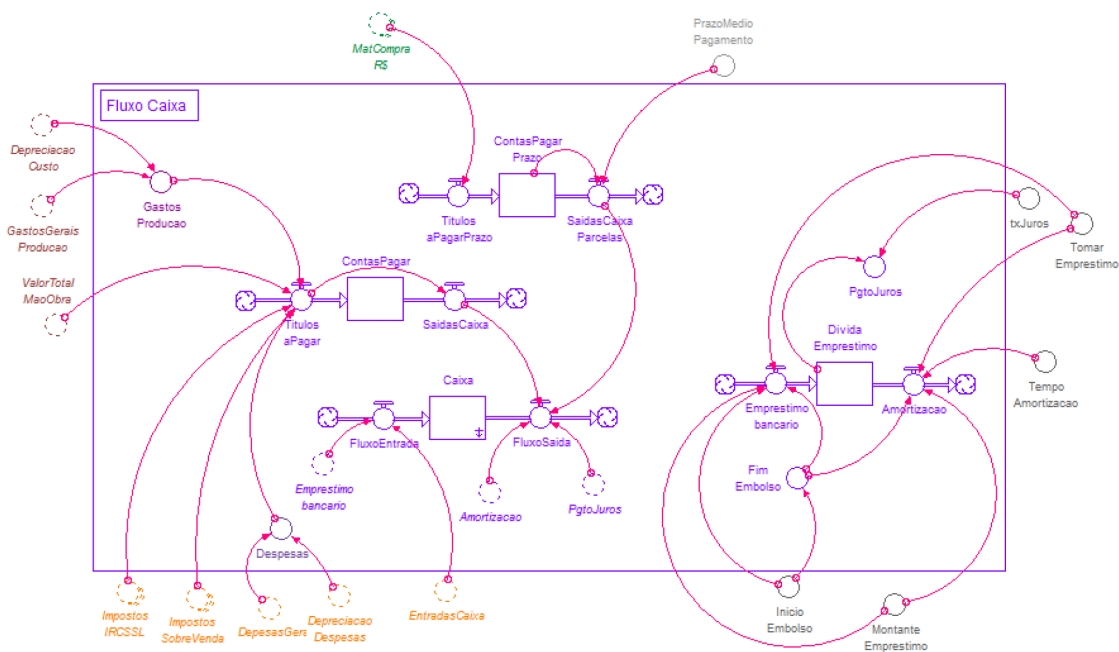 MatCompra
R$
PrazoMedio
Pagamento
Fluxo Caixa
Depreciacao
Custo
ContasPagar
Prazo
Gastos
Producao
GastosGerais
Producao
Titulos
aPagarPrazo
SaidasCaixa
Parcelas
txJuros
Tomar
Emprestimo
ValorTotal
MaoObra
ContasPagar
PgtoJuros
Titulos
aPagar
SaidasCaixa
Divida
Emprestimo
Caixa
Tempo
Amortizacao
Emprestimo
bancario
Amortizacao
FluxoEntrada
FluxoSaida
Fim
Embolso
Emprestimo
bancario
Amortizacao
PgtoJuros
Despesas
Impostos
IRCSSL
Impostos
SobreVenda
DepesasGera
Depreciacao
Despesas
EntradasCaixa
Inicio
Embolso
Montante
Emprestimo